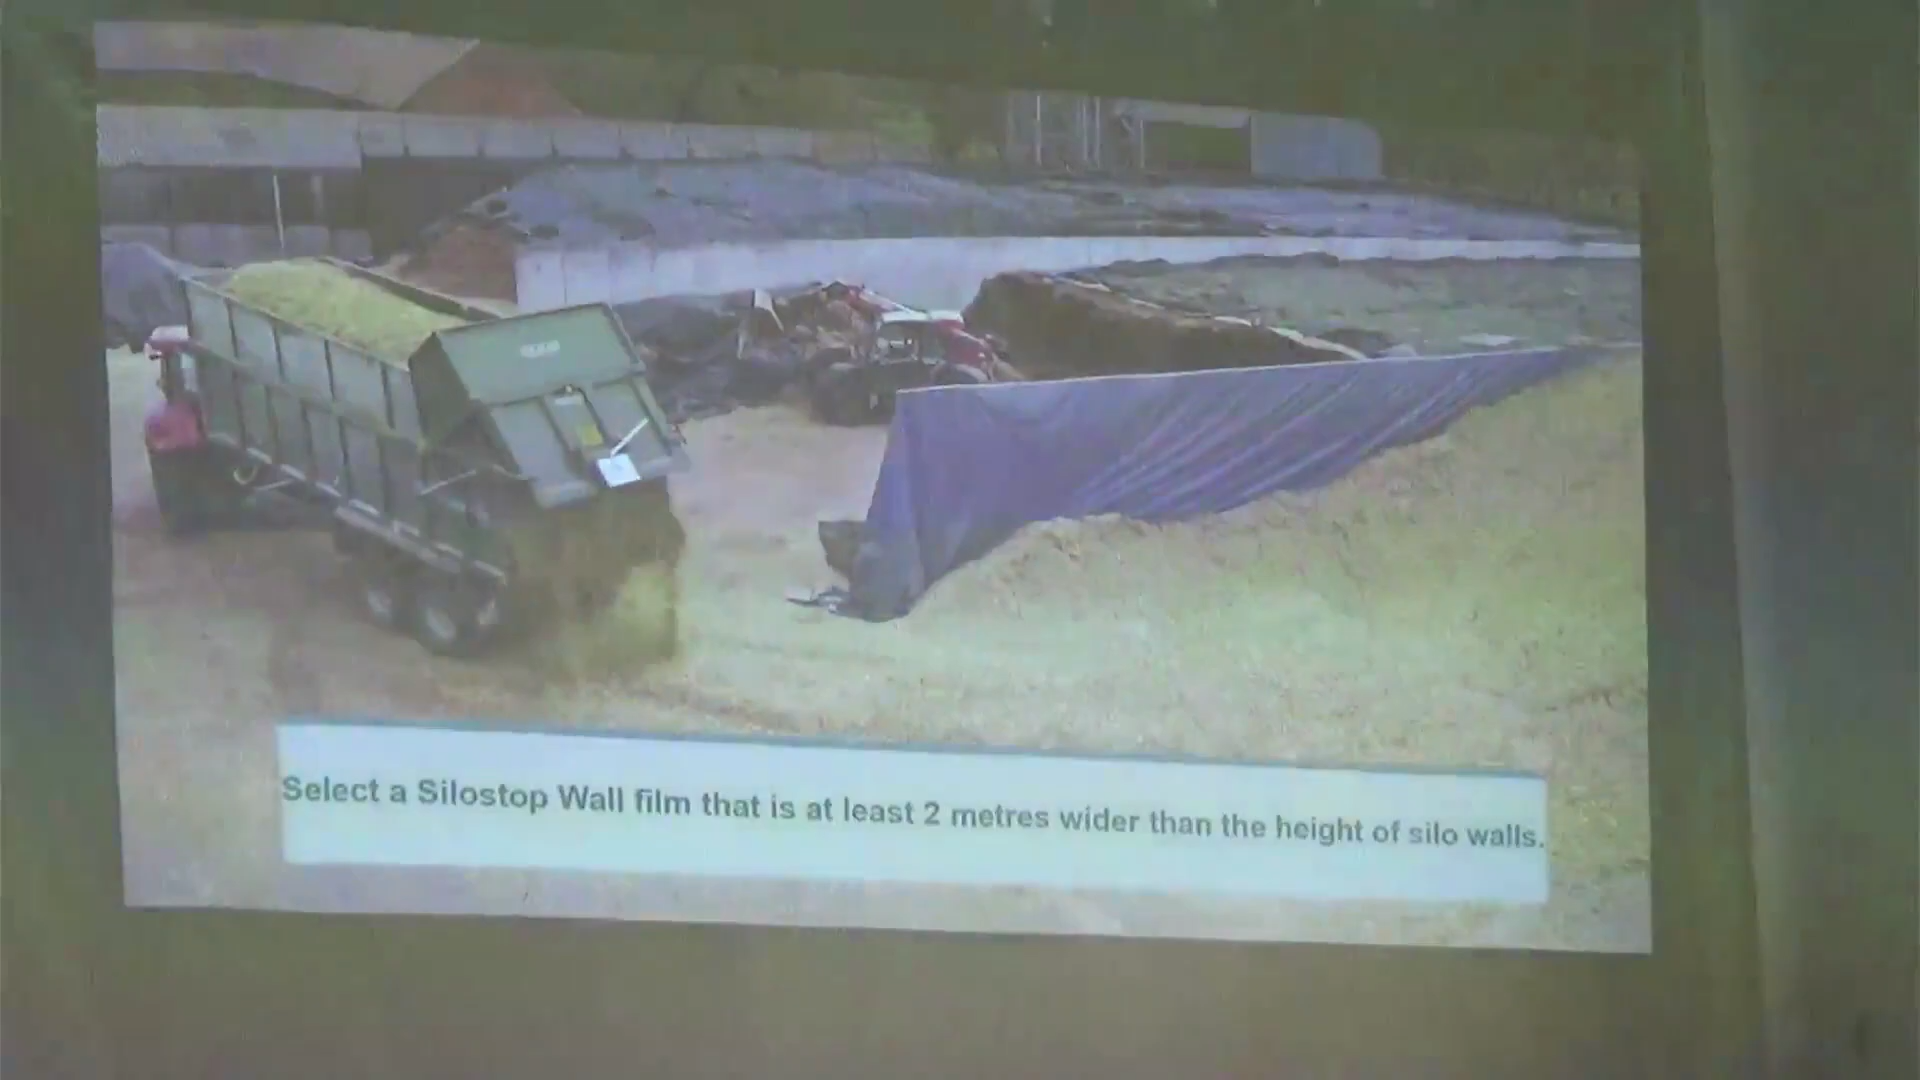 Select a Silostop Wall film that is at least 2 metres wider than the height of silo walls.